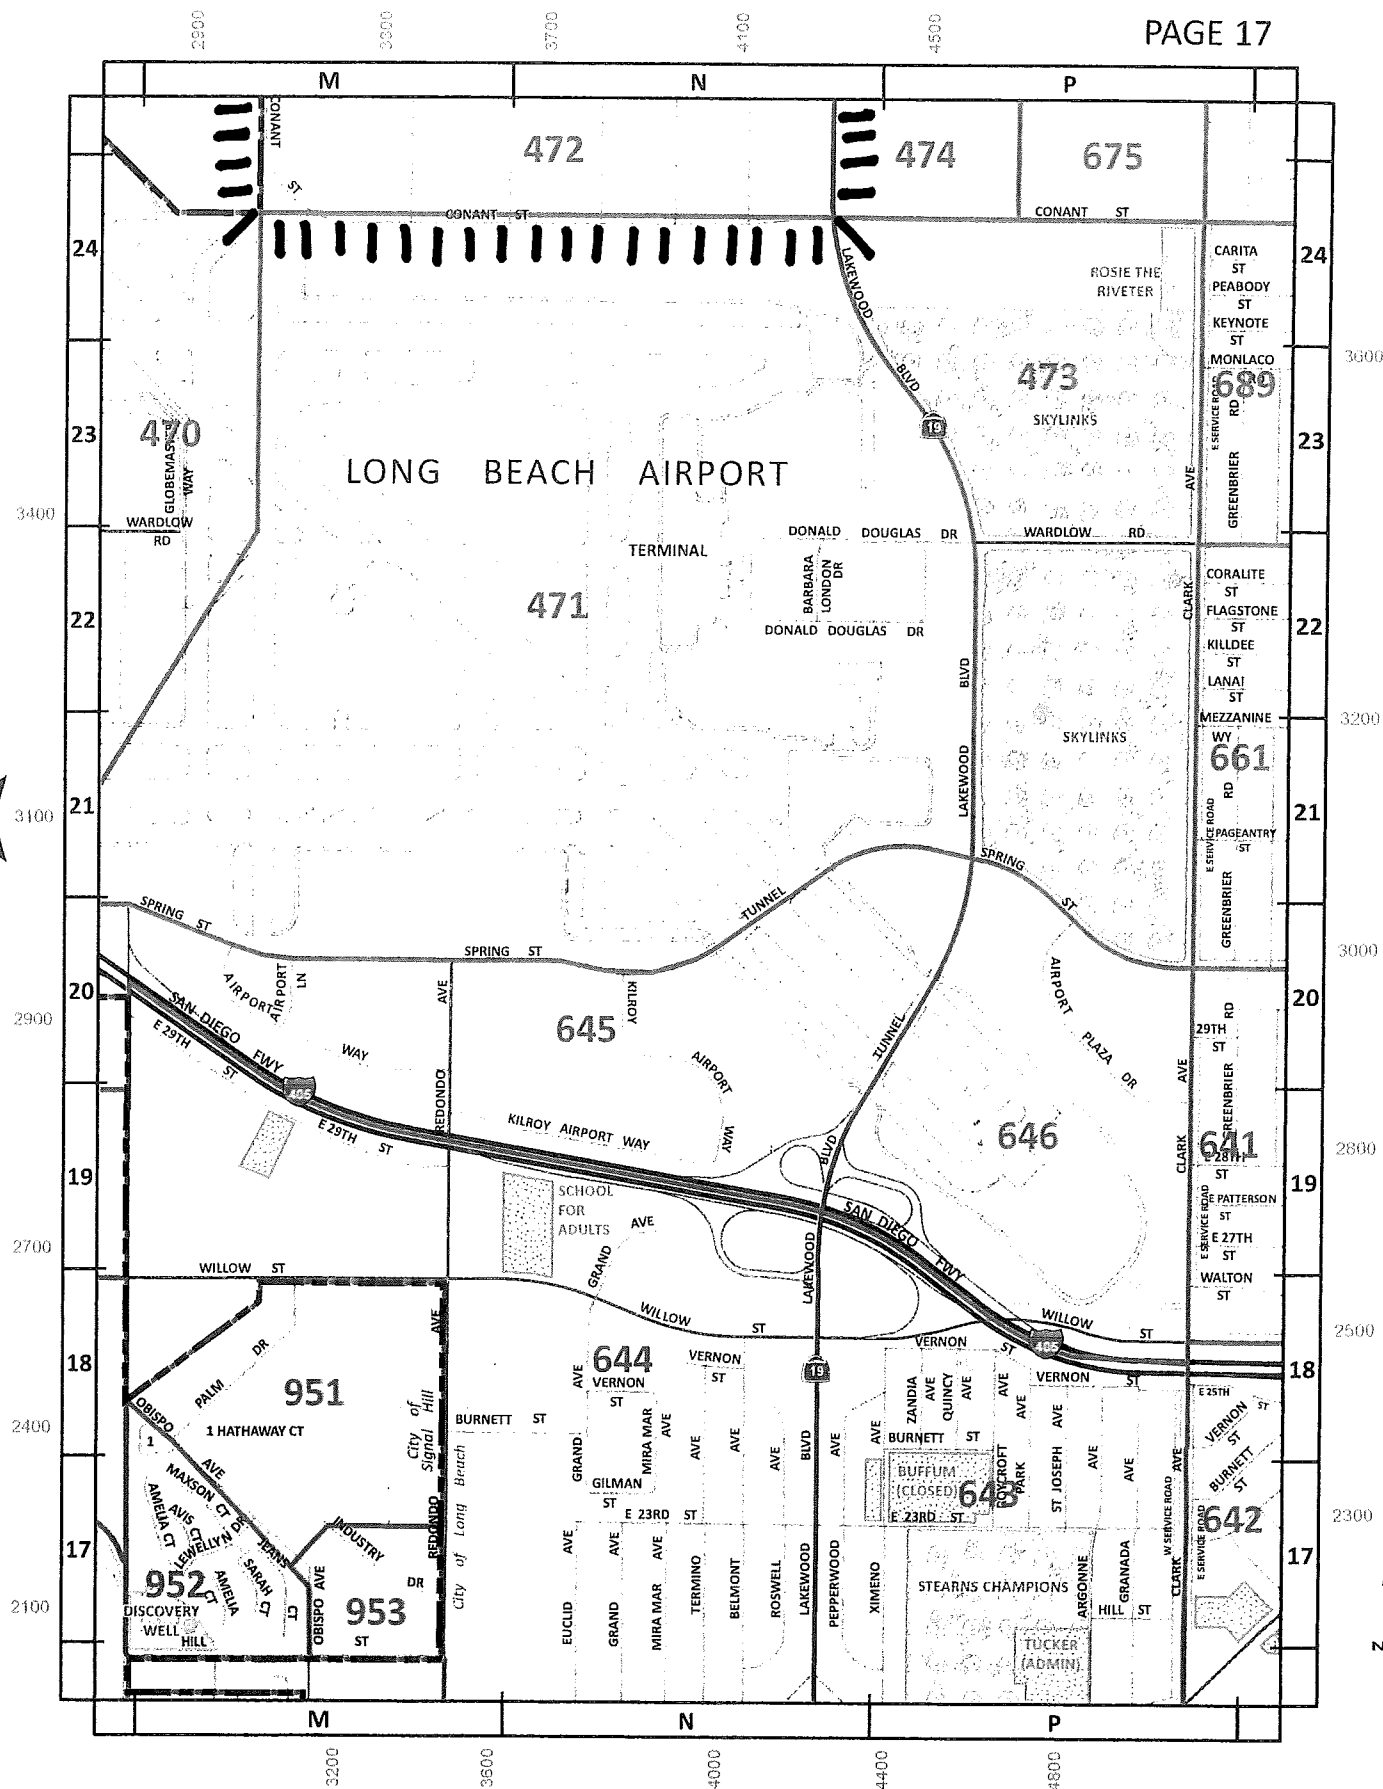 PAGE 17
2900 3300 3700 4100 4500
M N P
CONANT
ST
472
474
675
CONANT ST
CONANT ST
24
24
LAKEWOOD
BLVD
ROSIE THE
RIVETER
CARITA
ST
PEABODY
ST
KEYNOTE
ST
MONLACO
3600
473
689
E SERVICE ROAD
RD
GREENBRIER
SKYLINKS
19
23
23
470
WAY
LONG BEACH AIRPORT
AVE
3400
WARDLOW
RD
DONALD DOUGLAS DR
WARDLOW RD
TERMINAL
BARBARA
LONDON
DR
CORALITE
ST
CLARK
FLAGSTONE
ST
471
22
22
DONALD DOUGLAS DR
KILLDEE
ST
BLVD
LANAI
ST
MEZZANINE
WY
3200
SKYLINKS
661
LAKEWOOD
RD
21
21
3100
E SERVICE ROAD
PAGEANTRY
ST
SPRING
ST
TUNNEL
GREENBRIER
SPRING ST
SPRING ST
3000
AIRPORT
AIRPORT
LN
AVE
KILROY
AIRPORT
PLAZA
DR
20
20
2900
SAN DIEGO
FWY
E 29TH
ST
WAY
645
TUNNEL
29TH
ST
RD
AVE
GREENBRIER
405
REDONDO
AIRPORT
WAY
E 29TH
ST
KILROY AIRPORT WAY
BLVD
646
CLARK
641
E 28TH
ST
2800
19
19
SCHOOL
FOR
ADULTS
AVE
GRAND
SAN DIEGO
FWY
E SERVICE ROAD
E PATTERSON
ST
E 27TH
ST
2700
WILLOW ST
LAKEWOOD
WALTON
ST
WILLOW
ST
WILLOW
ST
2500
AVE
DR
VERNON
ST
405
18
18
644
VERNON
ST
19
VERNON
ST
951
PALM
AVE
VERNON
ST
ZANDIA
AVE
QUINCY
AVE
AVE
AVE
AVE
E 25TH
ST
OBISPO
AVE
2400
1 HATHAWAY CT
1
City of
Signal Hill
City of Long Beach
BURNETT ST
GRAND
MIRA MAR
AVE
AVE
AVE
AVE
BLVD
AVE
AVE
BURNETT ST
VERNON
ST
BURNETT
ST
MAXSON CT
AMELIA CT
AVIS CT
LEWELLYN DR
JEANS
CT
GILMAN
ST
BUFFUM
(CLOSED)
643
ROYCROFT
PARK
ST JOSEPH
AVE
AVE
AVE
W SERVICE ROAD
E SERVICE ROAD
642
2300
E 23RD ST
E 23RD ST
INDUSTRY
DR
REDONDO
17
17
952
AMELIA
CT
SARAH CT
OBISPO AVE
953
ST
2100
DISCOVERY
WELL
HILL
EUCLID
AVE
GRAND
AVE
MIRA MAR
AVE
TERMINO
BELMONT
ROSWELL
LAKEWOOD
PEPPERWOOD
XIMENO
STEARNS CHAMPIONS
ARGONNE
GRANADA
CLARK
HILL ST
TUCKER
(ADMIN)
N
M N P
3200 3600 4000 4400 4800